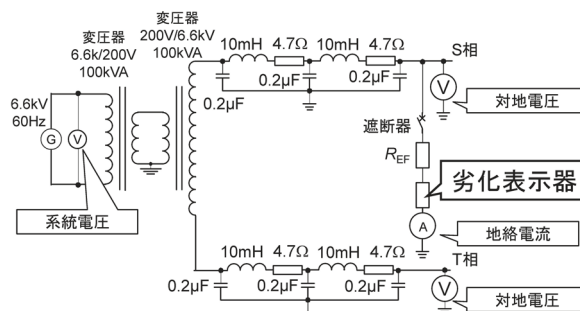 変圧器
6.6k/200V
100kVA
変圧器
200V/6.6kV
100kVA
10mH 4.7Ω 10mH 4.7Ω
S相
0.2μF 0.2μF 0.2μF
V
対地電圧
6.6kV
60Hz
G V
系統電圧
遮断器
REF
劣化表示器
A
地絡電流
10mH 4.7Ω 10mH 4.7Ω
T相
0.2μF 0.2μF 0.2μF
V
対地電圧